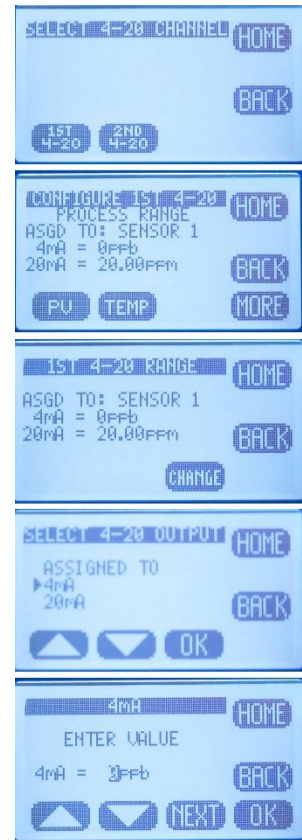 SELECT 4-20 CHANNEL
HOME
BACK
1ST 4-20
2ND 4-20
CONFIGURE 1ST 4-20
HOME
PROCESS RANGE
ASGD TO: SENSOR 1
4mA = 0ppb
20mA = 20.00ppm
BACK
PV
TEMP
MORE
1ST 4-20 RANGE
HOME
ASGD TO: SENSOR 1
4mA = 0ppb
20mA = 20.00ppm
BACK
CHANGE
SELECT 4-20 OUTPUT
HOME
ASSIGNED TO
4mA
20mA
BACK
OK
4mA
HOME
ENTER VALUE
4mA = 0ppb
BACK
NEXT
OK